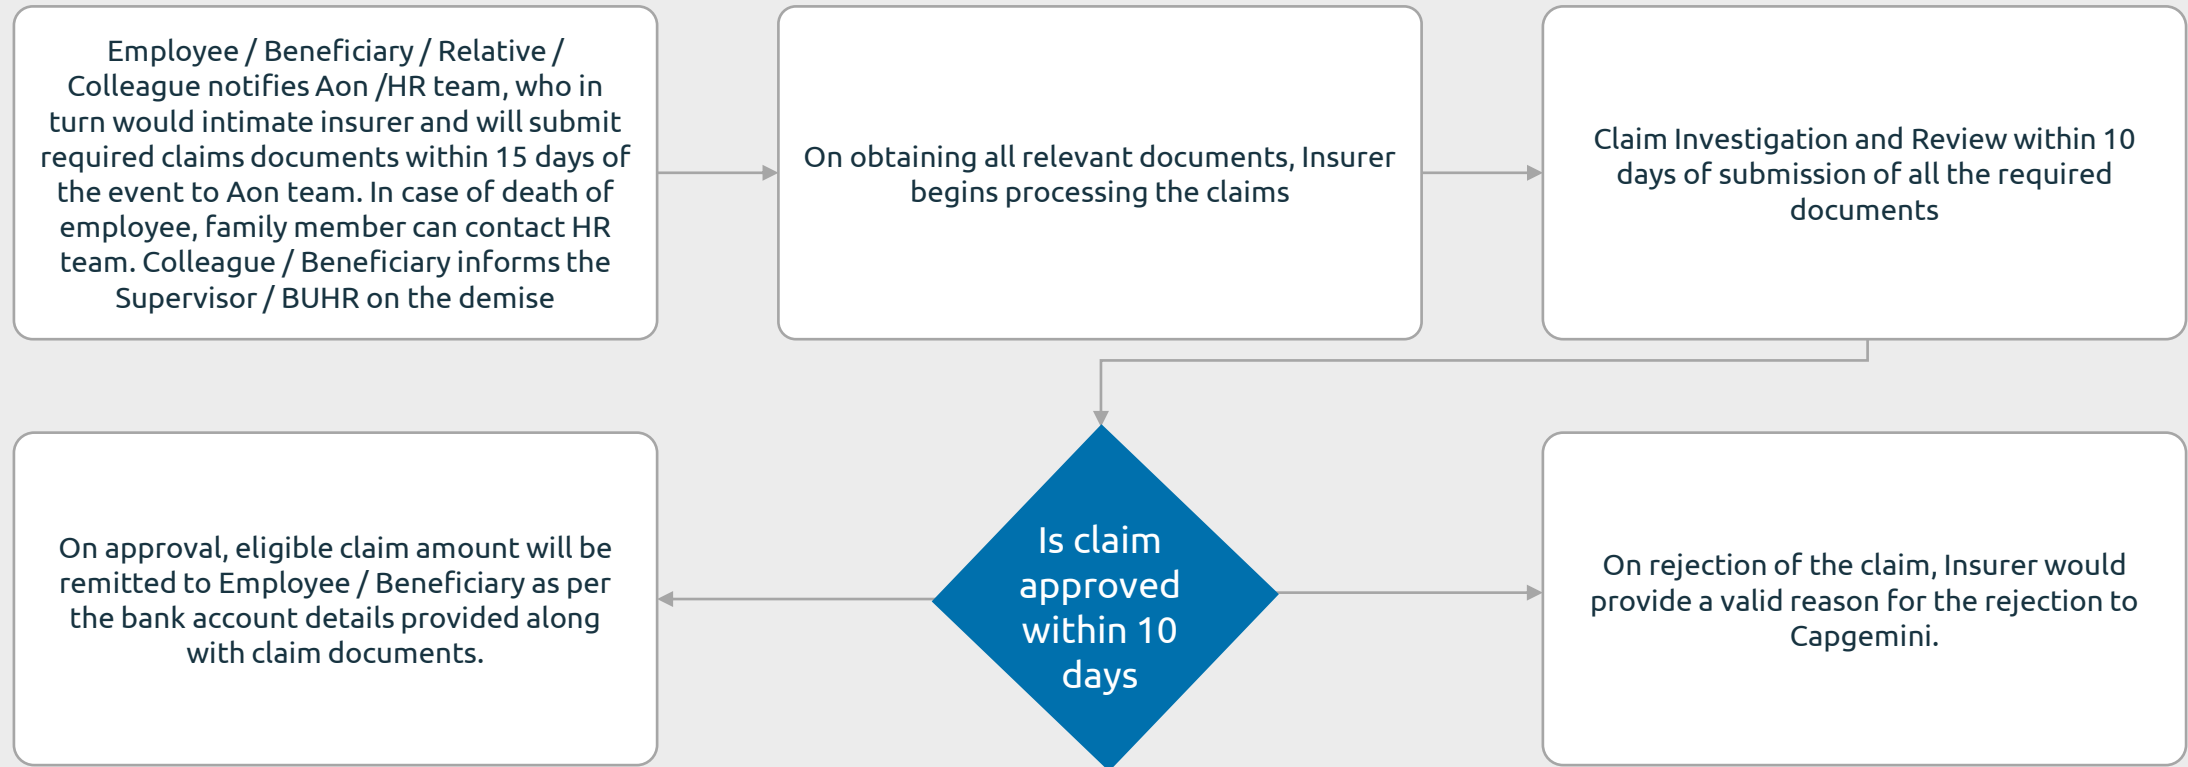 Employee / Beneficiary / Relative /
Colleague notifies Aon /HR team, who in
turn would intimate insurer and will submit
required claims documents within 15 days of
the event to Aon team. In case of death of
employee, family member can contact HR
team. Colleague / Beneficiary informs the
Supervisor / BUHR on the demise
On obtaining all relevant documents, Insurer
begins processing the claims
Claim Investigation and Review within 10
days of submission of all the required
documents
On approval, eligible claim amount will be
remitted to Employee / Beneficiary as per
the bank account details provided along
with claim documents.
Is claim
approved
within 10
days
On rejection of the claim, Insurer would
provide a valid reason for the rejection to
Capgemini.